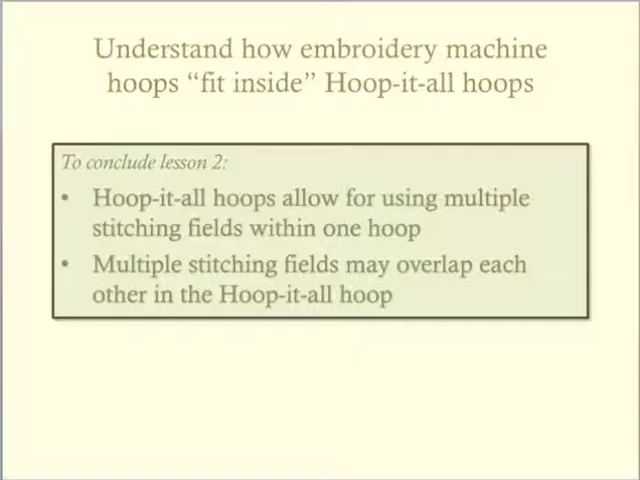 Understand how embroidery machine
hoops “fit inside” Hoop-it-all hoops
To conclude lesson 2:
• Hoop-it-all hoops allow for using multiple
stitching fields within one hoop
• Multiple stitching fields may overlap each
other in the Hoop-it-all hoop